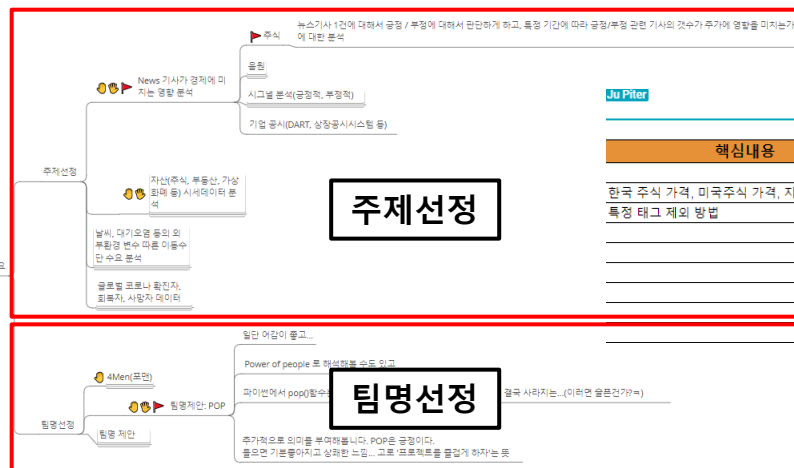 뉴스기사 1건에 대해서 긍정 / 부정에 대해서 판단하게 하고, 특정 기간에 따라 긍정/부정 관련 기사의 갯수가 주가에 영향을 미치는가
에 대한 분석
주식
음원
News 기사가 경제에 미
치는 영향 분석
시그널 분석(긍정적, 부정적)
기업 공시(DART, 상장공시시스템 등)
주제선정
자산(주식, 부동산, 가상
화폐 등) 시세데이터 분
석
날씨, 대기오염 등의 외
부환경 변수 따른 이동수
단 수요 분석
글로벌 코로나 확진자,
회복자, 사망자 데이터
주제선정
Ju Piter
핵심내용
한국 주식 가격, 미국주식 가격, 지
특정 태그 제외 방법
요
일단 어감이 좋고...
4Men(포맨)
Power of people 로 해석해볼 수도 있고
팀명제안: POP
파이썬에서 pop()함수
결국 사라지는...(이러면 슬픈건가?ㅋ)
팀명선정
팀명선정
팀명 제안
추가적으로 의미를 부여해봅니다. POP은 긍정이다.
들으면 기분좋아지고 상쾌한 느낌... 고로 '프로젝트를 즐겁게 하자'는 뜻